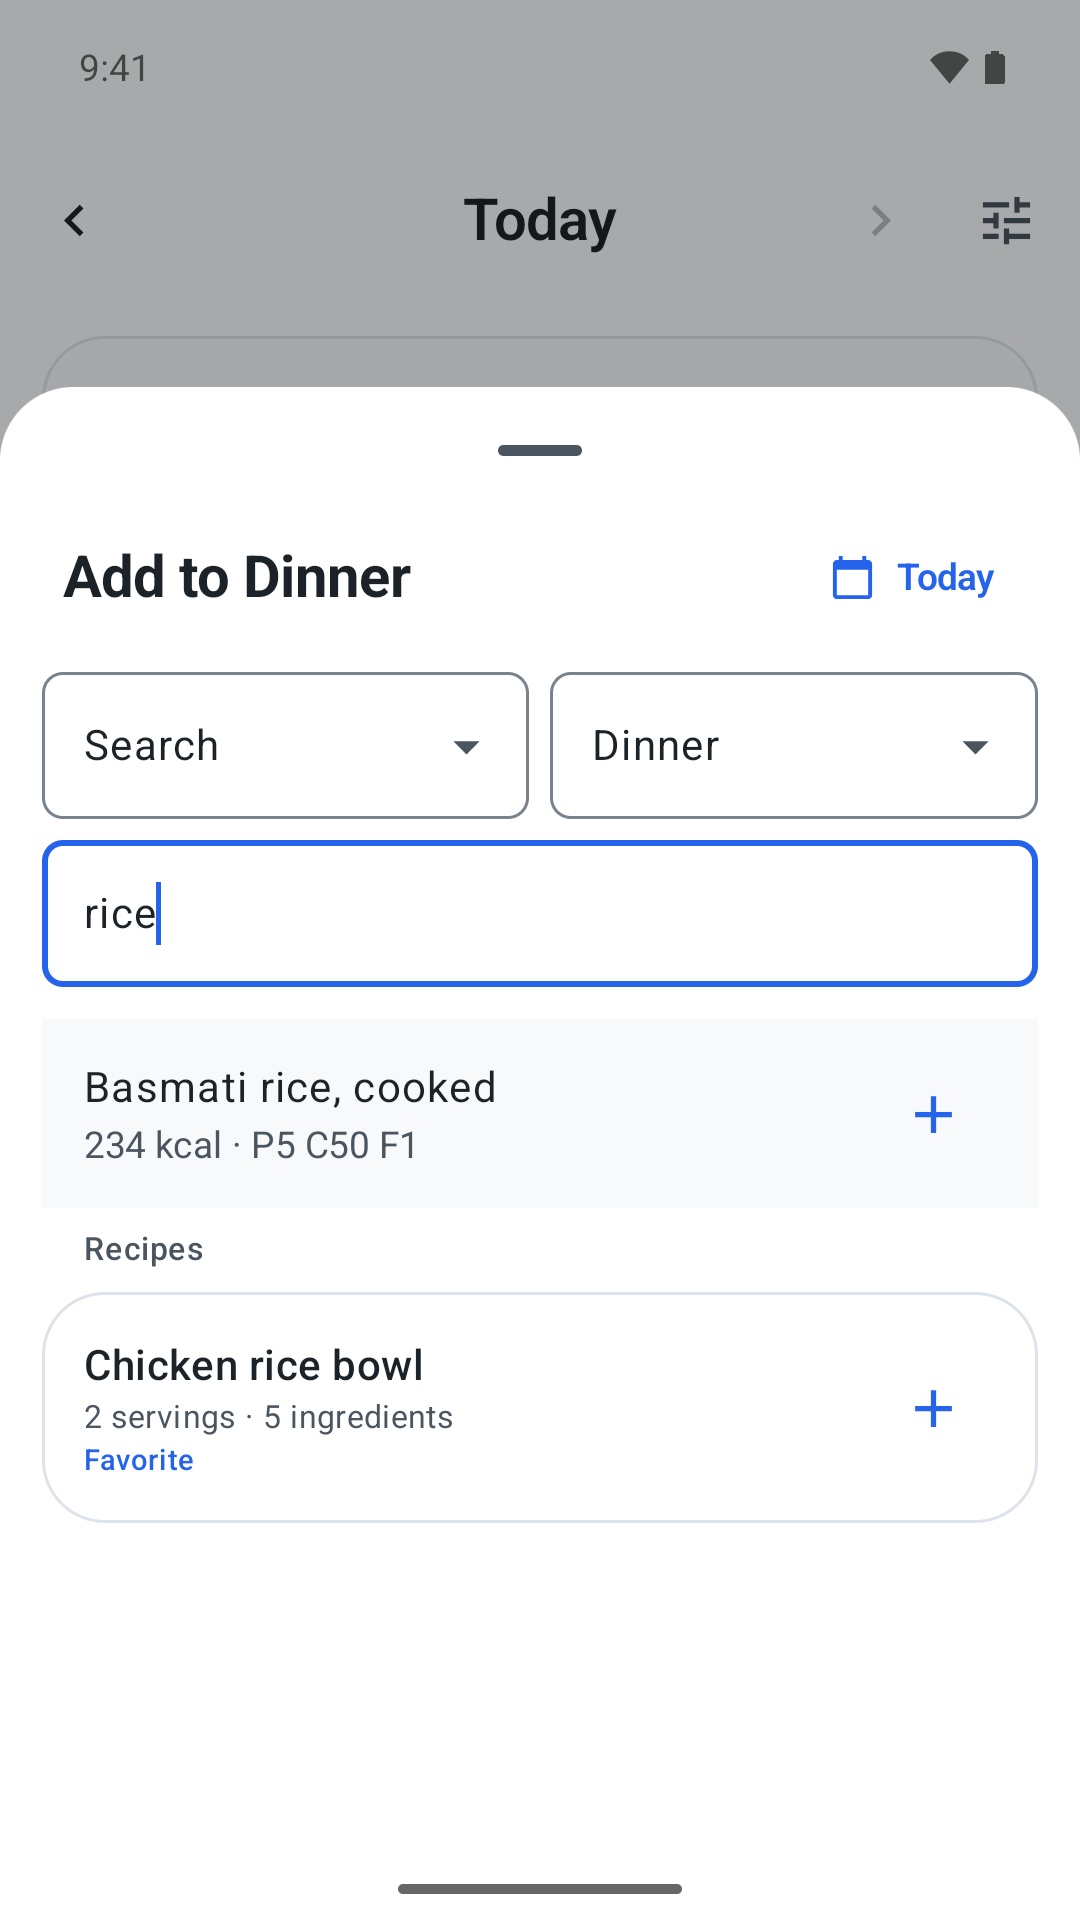 9:41
Today
Add to Dinner
Today
Search
Dinner
rice
Basmati rice, cooked
234 kcal · P5 C50 F1
Recipes
Chicken rice bowl
2 servings · 5 ingredients
Favorite